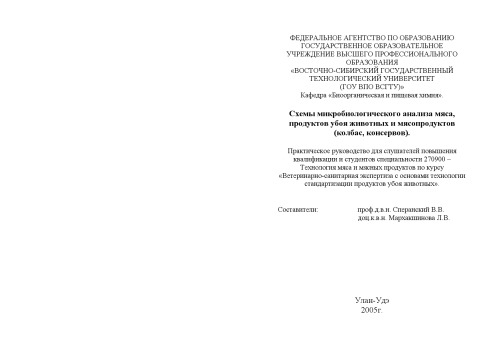 ФЕДЕРАЛЬНОЕ АГЕНТСТВО ПО ОБРАЗОВАНИЮ
ГОСУДАРСТВЕННОЕ ОБРАЗОВАТЕЛЬНОЕ
УЧРЕЖДЕНИЕ ВЫСШЕГО ПРОФЕССИОНАЛЬНОГО
ОБРАЗОВАНИЯ
«ВОСТОЧНО-СИБИРСКИЙ ГОСУДАРСТВЕННЫЙ
ТЕХНОЛОГИЧЕСКИЙ УНИВЕРСИТЕТ
(ГОУ ВПО ВСГТУ)»
Кафедра «Биоорганическая и пищевая химия».
Схемы микробиологического анализа мяса,
продуктов убоя животных и мясопродуктов
(колбас, консервов).
Практическое руководство для слушателей повышения
квалификации и студентов специальности 270900 –
Технология мяса и мясных продуктов по курсу
«Ветеринарно-санитарная экспертиза с основами технологии
стандартизации продуктов убоя животных».
Составители: проф.д.в.н. Сперанский В.В.
доц.к.в.н. Мархакшинова Л.В.
Улан-Удэ
2005г.